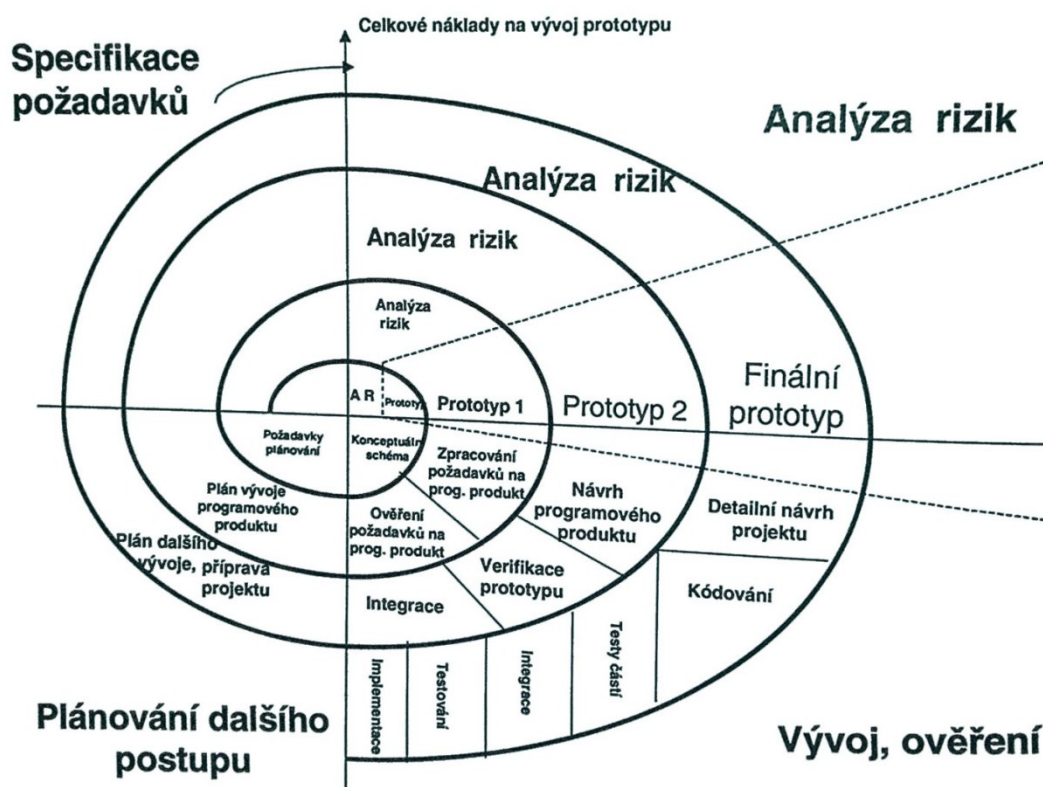 Celkové náklady na vývoj prototypu
Specifikace
požadavků
Analýza rizik
Analýza rizik
Analýza rizik
Analýza
rizik
A R
Prototyp
Prototyp 1
Prototyp 2
Finální
prototyp
Požadavky
plánování
Konceptuáln
schéma
Zpracování
požadavků na
prog. produkt
Návrh
programového
produktu
Detailní návrh
projektu
Plán vývoje
programového
produktu
Ověření
požadavků na
prog. produkt
Plán dalšího
vývoje, příprava
projektu
Verifikace
prototypu
Kódování
Integrace
Implementace
Testování
Integrace
Testy částí
Plánování dalšího
postupu
Vývoj, ověření